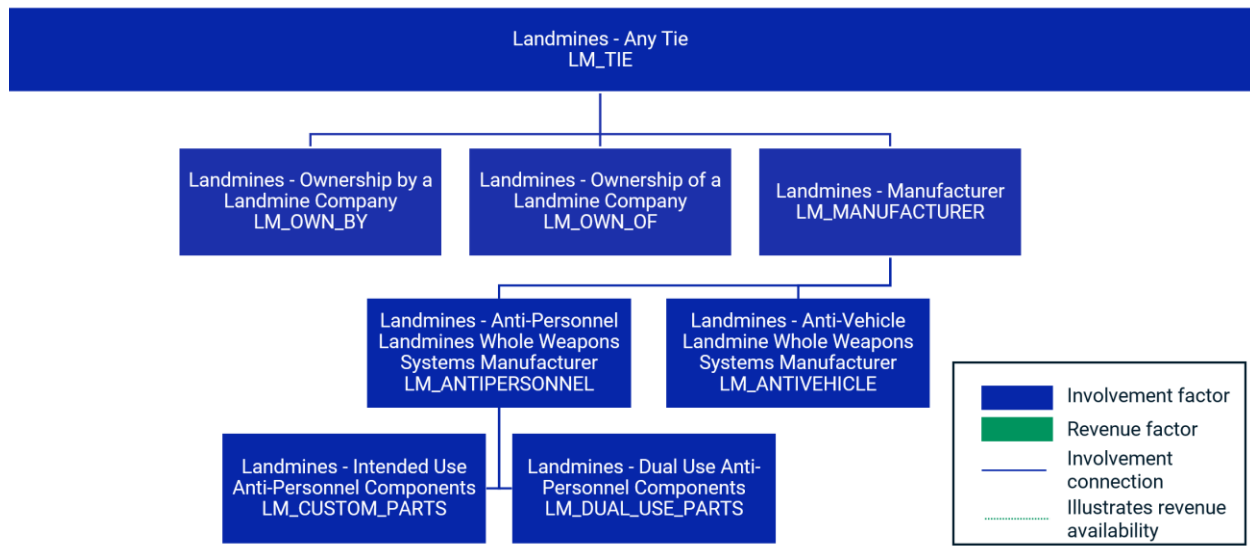 Landmines - Any Tie
LM_TIE
Landmines - Ownership by a
Landmine Company
LM_OWN_BY
Landmines - Ownership of a
Landmine Company
LM_OWN_OF
Landmines - Manufacturer
LM_MANUFACTURER
Landmines - Anti-Personnel
Landmines Whole Weapons
Systems Manufacturer
LM_ANTIPERSONNEL
Landmines - Anti-Vehicle
Landmine Whole Weapons
Systems Manufacturer
LM_ANTIVEHICLE
Landmines - Intended Use
Anti-Personnel Components
LM_CUSTOM_PARTS
Landmines - Dual Use Anti-
Personnel Components
LM_DUAL_USE_PARTS
Involvement factor
Revenue factor
Involvement
connection
Illustrates revenue
availability